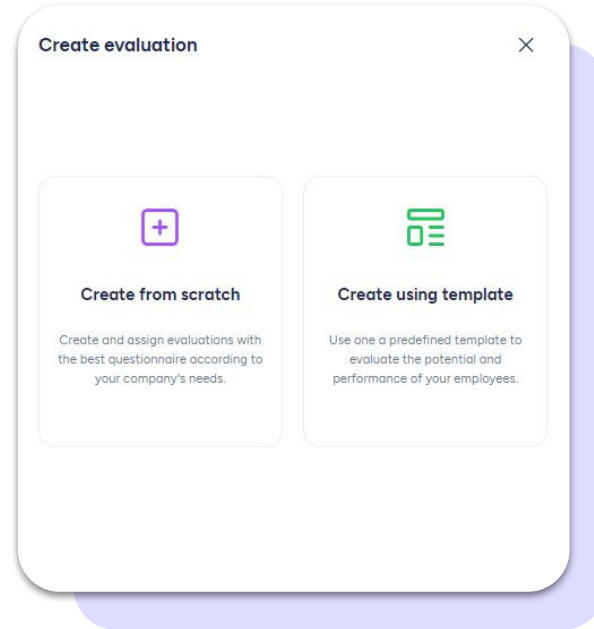 Create evaluation
Create from scratch
Create and assign evaluations with
the best questionnaire according to
your company's needs.
Create using template
Use one a predefined template to
evaluate the potential and
performance of your employees.